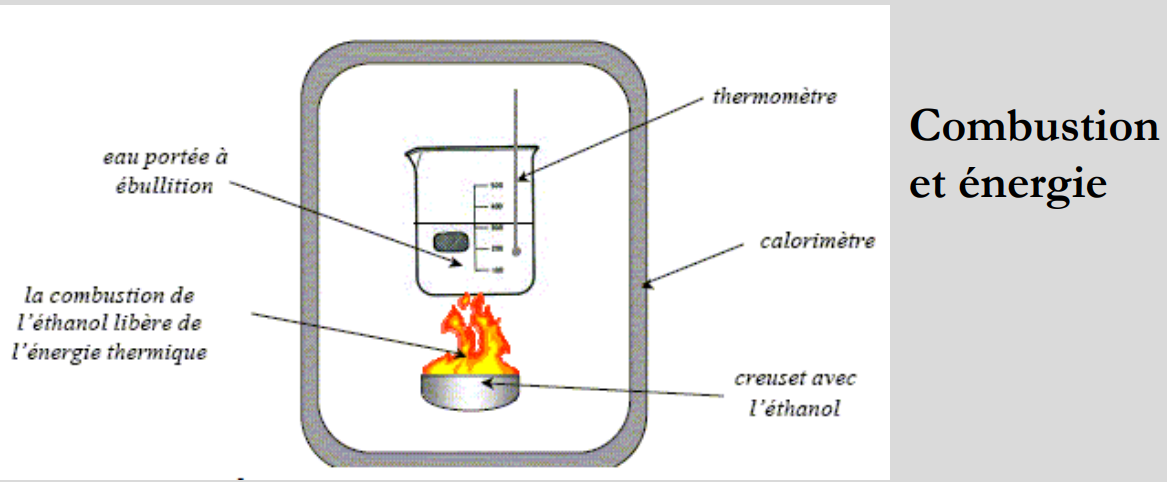 Combustion
et énergie
thermomètre
eau portée à
ébullition
calorimètre
la combustion de
l'éthanol libère de
l'énergie thermique
creuset avec
l'éthanol